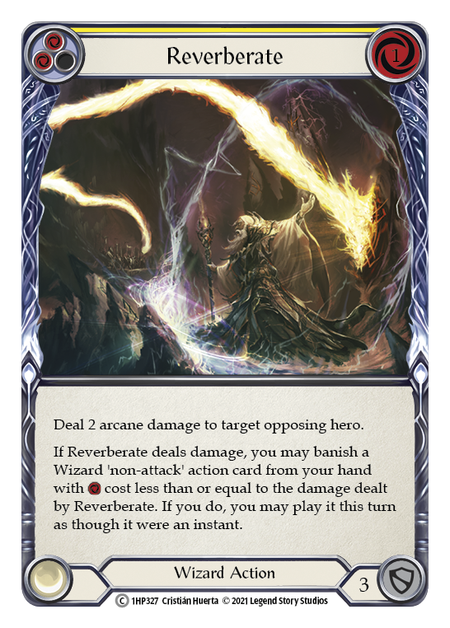 Reverberate
1
Deal 2 arcane damage to target opposing hero.
If Reverberate deals damage, you may banish a
Wizard 'non-attack' action card from your hand
with cost less than or equal to the damage dealt
by Reverberate. If you do, you may play it this turn
as though it were an instant.
Wizard Action
3
C 1HP327 Cristián Huerta © 2021 Legend Story Studios